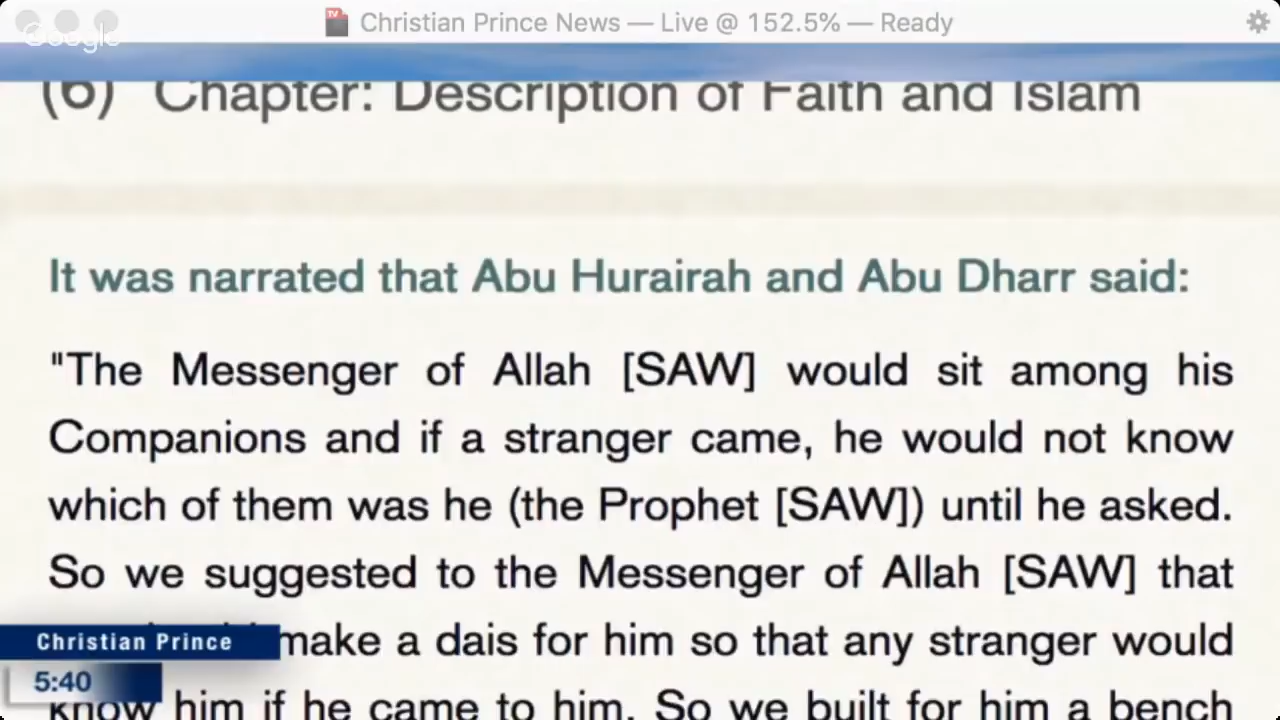 Christian Prince News — Live @ 152.5% — Ready
Google
(6) Chapter: Description of Faith and Islam
It was narrated that Abu Hurairah and Abu Dharr said:
"The Messenger of Allah [SAW] would sit among his
Companions and if a stranger came, he would not know
which of them was he (the Prophet [SAW]) until he asked.
So we suggested to the Messenger of Allah [SAW] that
make a dais for him so that any stranger would
know him if he came to him. So we built for him a bench
Christian Prince
5:40